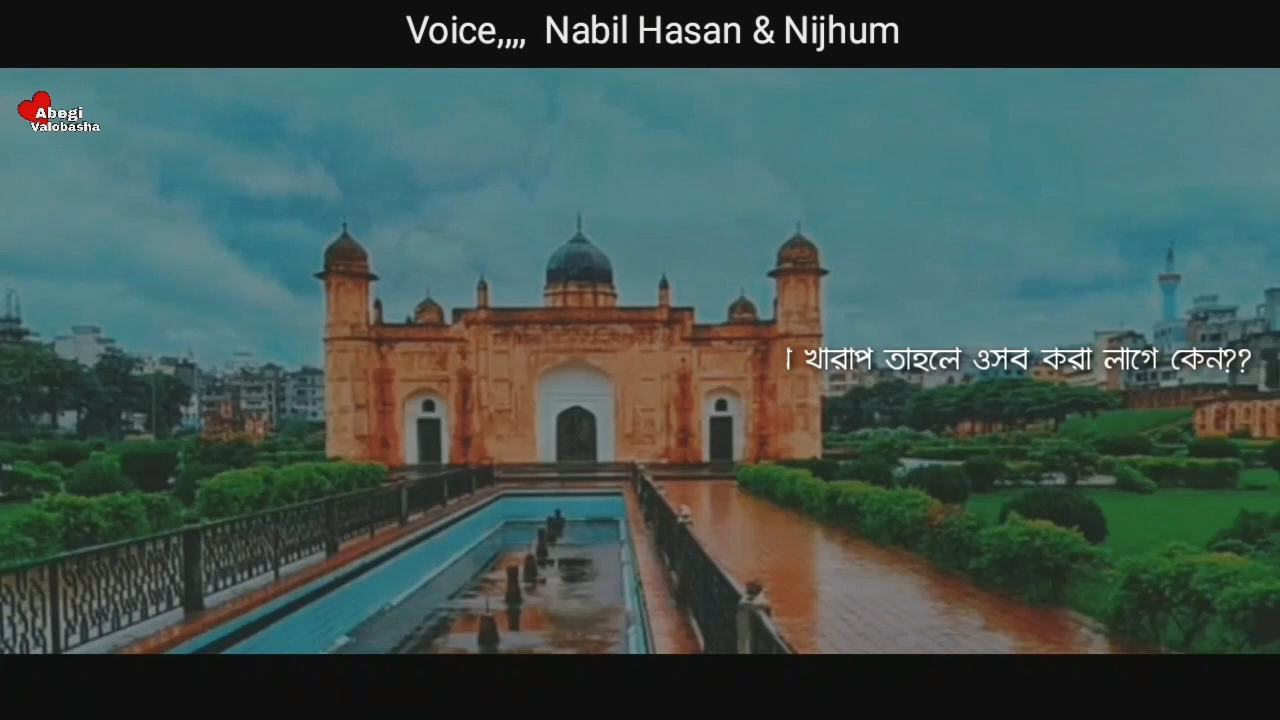 Voice,,,, Nabil Hasan & Nijhum
Abegi
Valobasha
া খারাপ তাহলে ওসব করা লাগে কেন??